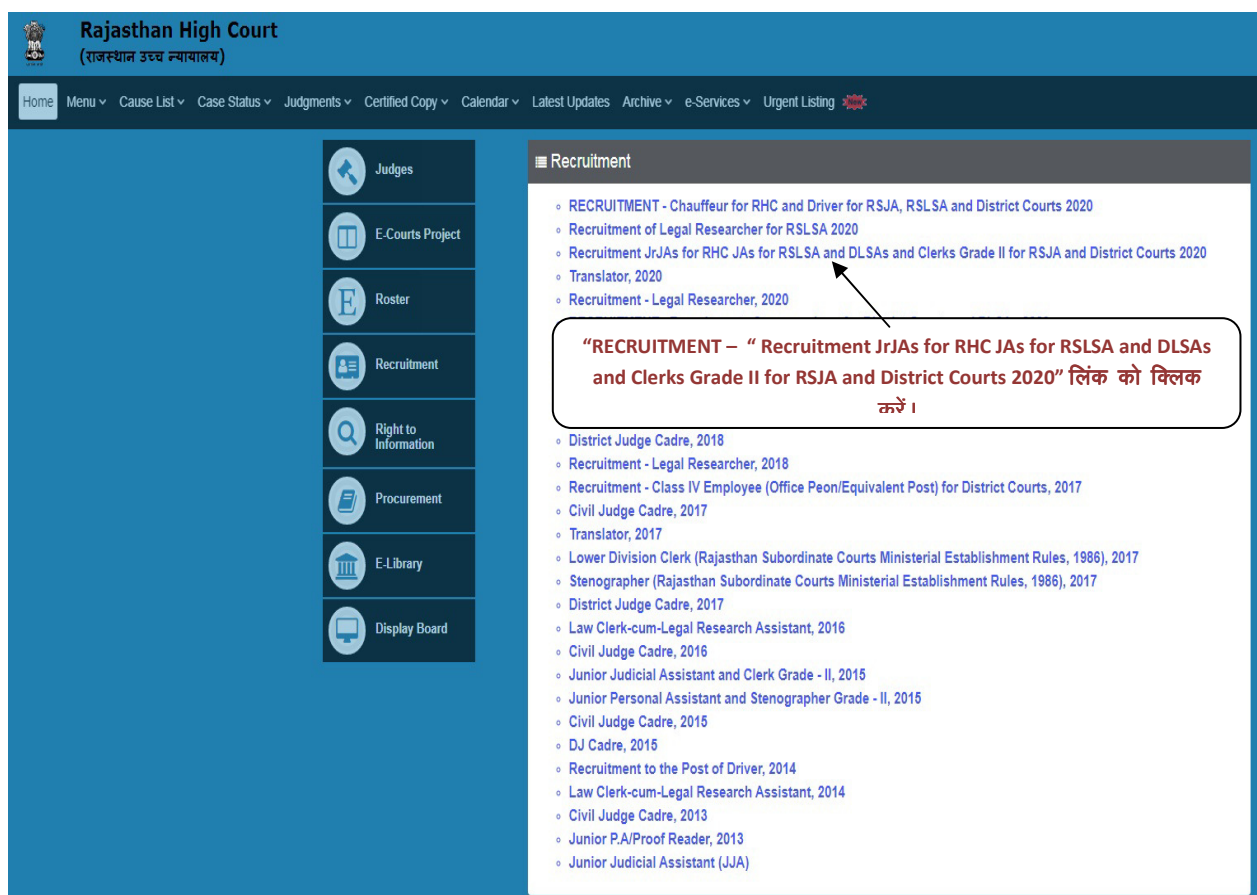 Rajasthan High Court
(राजस्थान उच्च न्यायालय)
Home Menu Cause List Case Status Judgments Certified Copy Calendar Latest Updates Archive e-Services Urgent Listing
Judges
E-Courts Project
Roster
Recruitment
Right to
Information
Procurement
E-Library
Display Board
Recruitment
RECRUITMENT - Chauffeur for RHC and Driver for RSJA, RSLSA and District Courts 2020
Recruitment of Legal Researcher for RSLSA 2020
Recruitment JrJAs for RHC JAs for RSLSA and DLSAs and Clerks Grade II for RSJA and District Courts 2020
Translator, 2020
Recruitment - Legal Researcher, 2020
“RECRUITMENT – “ Recruitment JrJAs for RHC JAs for RSLSA and DLSAs
and Clerks Grade II for RSJA and District Courts 2020” लिंक को क्लिक
करें ।
District Judge Cadre, 2018
Recruitment - Legal Researcher, 2018
Recruitment - Class IV Employee (Office Peon/Equivalent Post) for District Courts, 2017
Civil Judge Cadre, 2017
Translator, 2017
Lower Division Clerk (Rajasthan Subordinate Courts Ministerial Establishment Rules, 1986), 2017
Stenographer (Rajasthan Subordinate Courts Ministerial Establishment Rules, 1986), 2017
District Judge Cadre, 2017
Law Clerk-cum-Legal Research Assistant, 2016
Civil Judge Cadre, 2016
Junior Judicial Assistant and Clerk Grade - II, 2015
Junior Personal Assistant and Stenographer Grade - II, 2015
Civil Judge Cadre, 2015
DJ Cadre, 2015
Recruitment to the Post of Driver, 2014
Law Clerk-cum-Legal Research Assistant, 2014
Civil Judge Cadre, 2013
Junior P.A/Proof Reader, 2013
Junior Judicial Assistant (JJA)